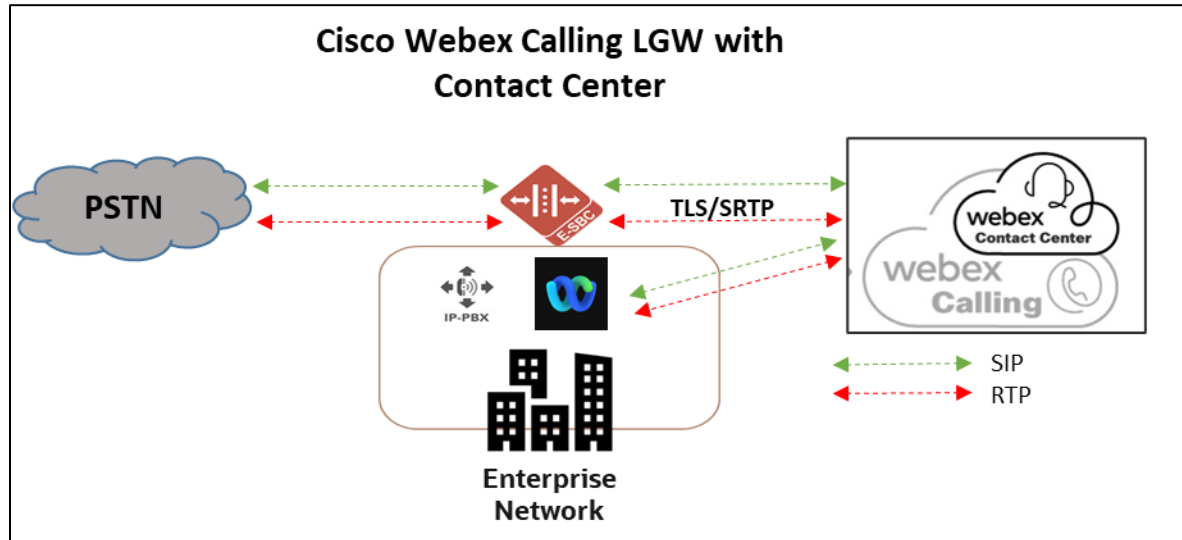 Cisco Webex Calling LGW with
Contact Center
PSTN
E-SBC
TLS/SRTP
webex
Contact Center
webex
Calling
IP-PBX
SIP
RTP
Enterprise
Network